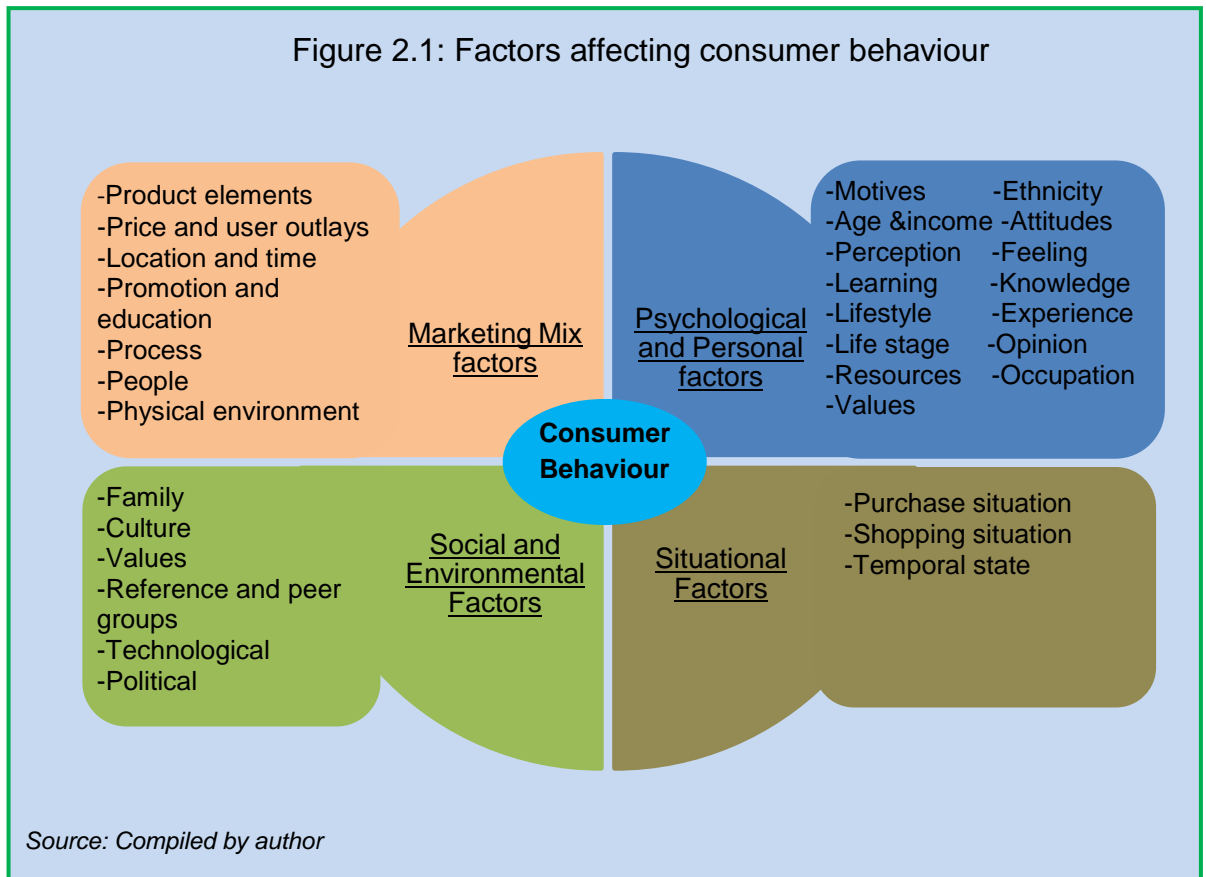 Figure 2.1: Factors affecting consumer behaviour
-Product elements
-Price and user outlays
-Location and time
-Promotion and
education
-Process
-People
-Physical environment
Marketing Mix
factors
Psychological
and Personal
factors
-Motives -Ethnicity
-Age &income -Attitudes
-Perception -Feeling
-Learning -Knowledge
-Lifestyle -Experience
-Life stage -Opinion
-Resources -Occupation
-Values
Consumer
Behaviour
-Family
-Culture
-Values
-Reference and peer
groups
-Technological
-Political
Social and
Environmental
Factors
Situational
Factors
-Purchase situation
-Shopping situation
-Temporal state
Source: Compiled by author